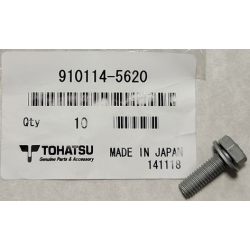 910114-5620
Qty 10
TOHATSU
Genuine Parts & Accessory
MADE IN JAPAN
141118